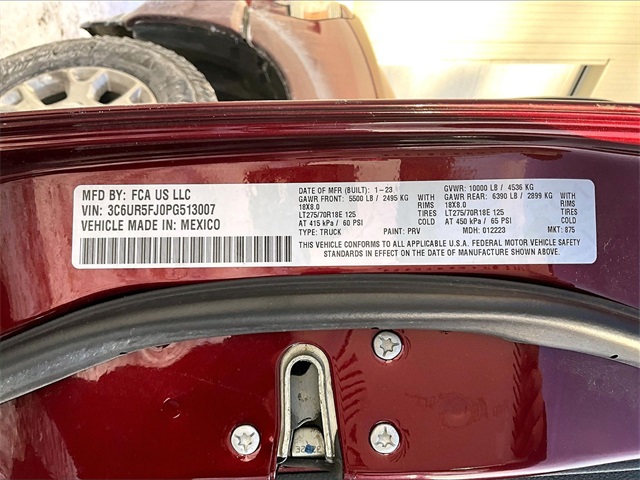 MFD BY: FCA US LLC
VIN: 3C6UR5FJ0PG513007
VEHICLE MADE IN: MEXICO
DATE OF MFR (BUILT): 1-23
GAWR FRONT: 5500 LB / 2495 KG WITH
18X8.0 RIMS
LT275/70R18E 125 TIRES
AT 415 kPa / 60 PSI COLD
TYPE: TRUCK PAINT: PRV
GVWR: 10000 LB / 4536 KG
GAWR REAR: 6390 LB / 2899 KG WITH
18X8.0 RIMS
LT275/70R18E 125 TIRES
AT 450 kPa / 65 PSI COLD
MDH: 012223 MKT: 875
THIS VEHICLE CONFORMS TO ALL APPLICABLE U.S.A. FEDERAL MOTOR VEHICLE SAFETY
STANDARDS IN EFFECT ON THE DATE OF MANUFACTURE SHOWN ABOVE.